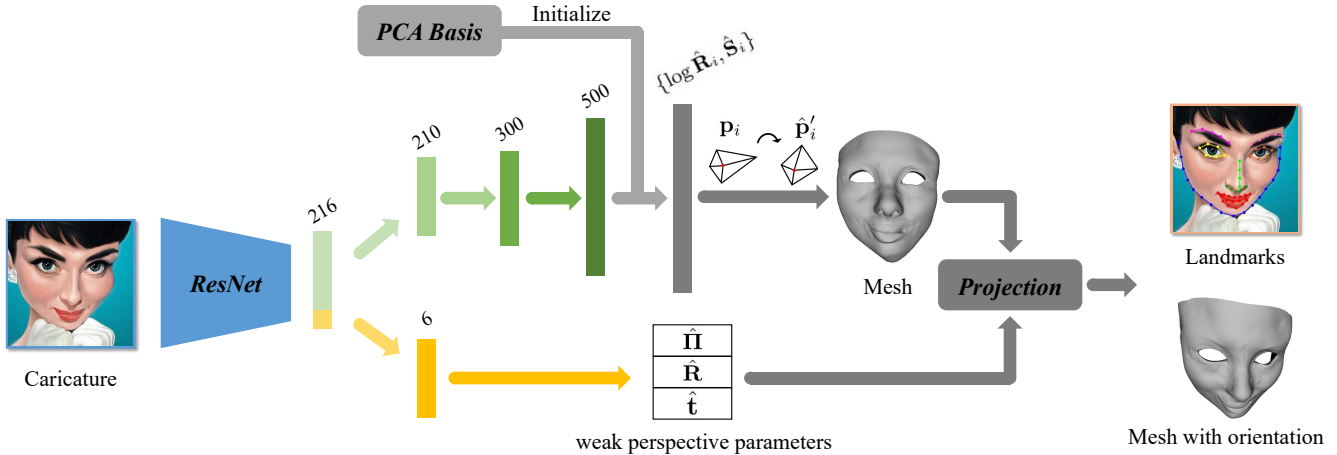 PCA Basis
Initialize
{log R̂_i, Ŝ_i}
500
300
210
p_i
p̂′_i
216
ResNet
Caricature
Mesh
Projection
Landmarks
6
Π̂
R̂
t̂
weak perspective parameters
Mesh with orientation